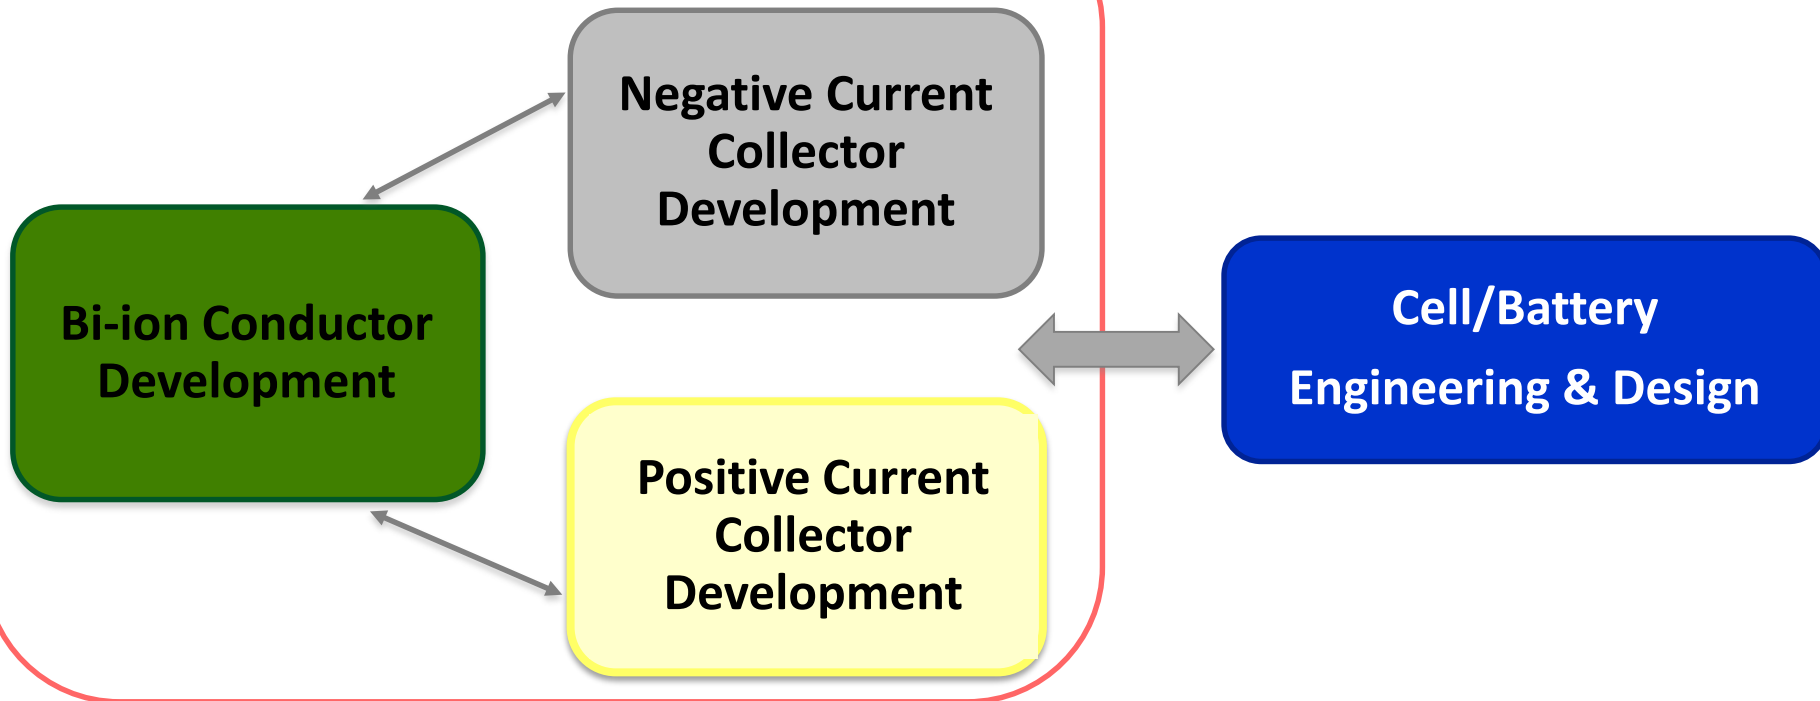 Negative Current
Collector
Development
Bi-ion Conductor
Development
Positive Current
Collector
Development
Cell/Battery
Engineering & Design